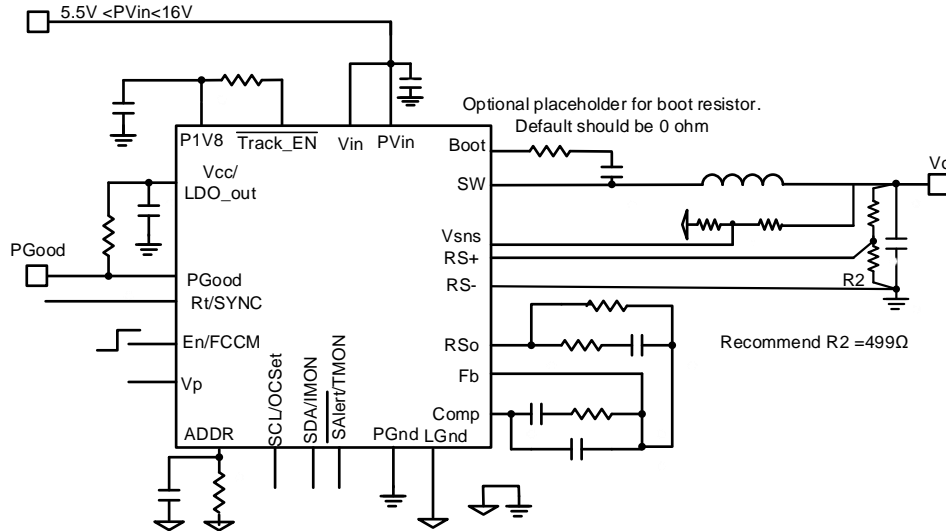 5.5V <PVin<16V
Optional placeholder for boot resistor.
Default should be 0 ohm
P1V8
Track_EN
Vin
PVin
Boot
Vcc/
LDO_out
SW
Vo
PGood
Vsns
RS+
PGood
RS-
R2
Rt/SYNC
En/FCCM
RSo
Recommend R2 =499Ω
Fb
Vp
Comp
ADDR
SCL/OCSet
SDA/IMON
SAlert/TMON
PGnd
LGnd